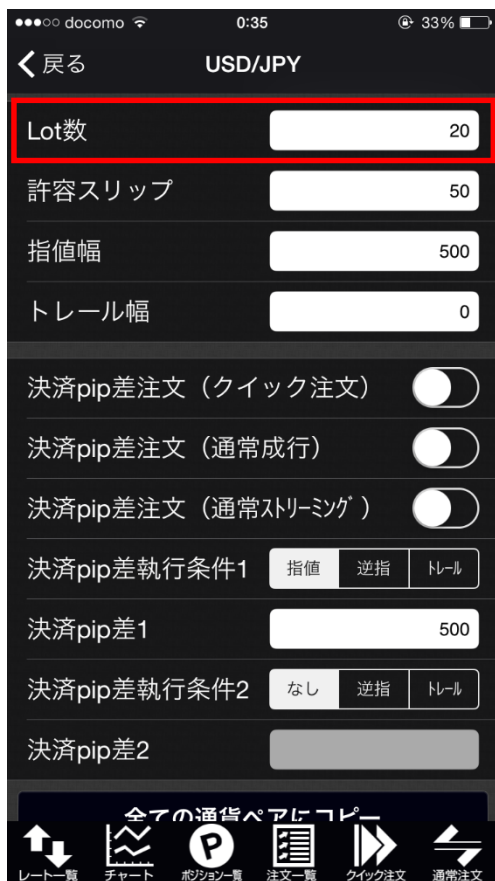 docomo 0:35 33%
戻る USD/JPY
Lot数 20
許容スリップ 50
指値幅 500
トレール幅 0
決済pip差注文（クイック注文）
決済pip差注文（通常成行）
決済pip差注文（通常ｽﾄﾘｰﾐﾝｸﾞ）
決済pip差執行条件1 指値 逆指 ﾄﾚｰﾙ
決済pip差1 500
決済pip差執行条件2 なし 逆指 ﾄﾚｰﾙ
決済pip差2
全ての通貨ペアにコピー
P
レート一覧 チャート ﾎﾟｼﾞｼｮﾝ一覧 注文一覧 クイック注文 通常注文